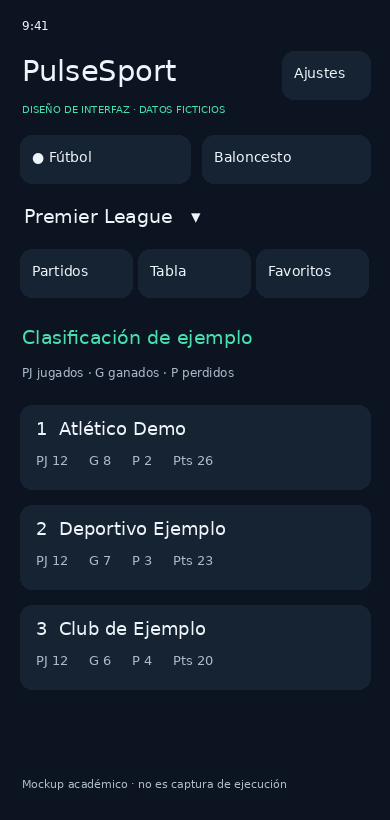 9:41
PulseSport
Ajustes
DISEÑO DE INTERFAZ · DATOS FICTICIOS
● Fútbol
Baloncesto
Premier League ▼
Partidos
Tabla
Favoritos
Clasificación de ejemplo
PJ jugados · G ganados · P perdidos
1 Atlético Demo
PJ 12 G 8 P 2 Pts 26
2 Deportivo Ejemplo
PJ 12 G 7 P 3 Pts 23
3 Club de Ejemplo
PJ 12 G 6 P 4 Pts 20
Mockup académico · no es captura de ejecución